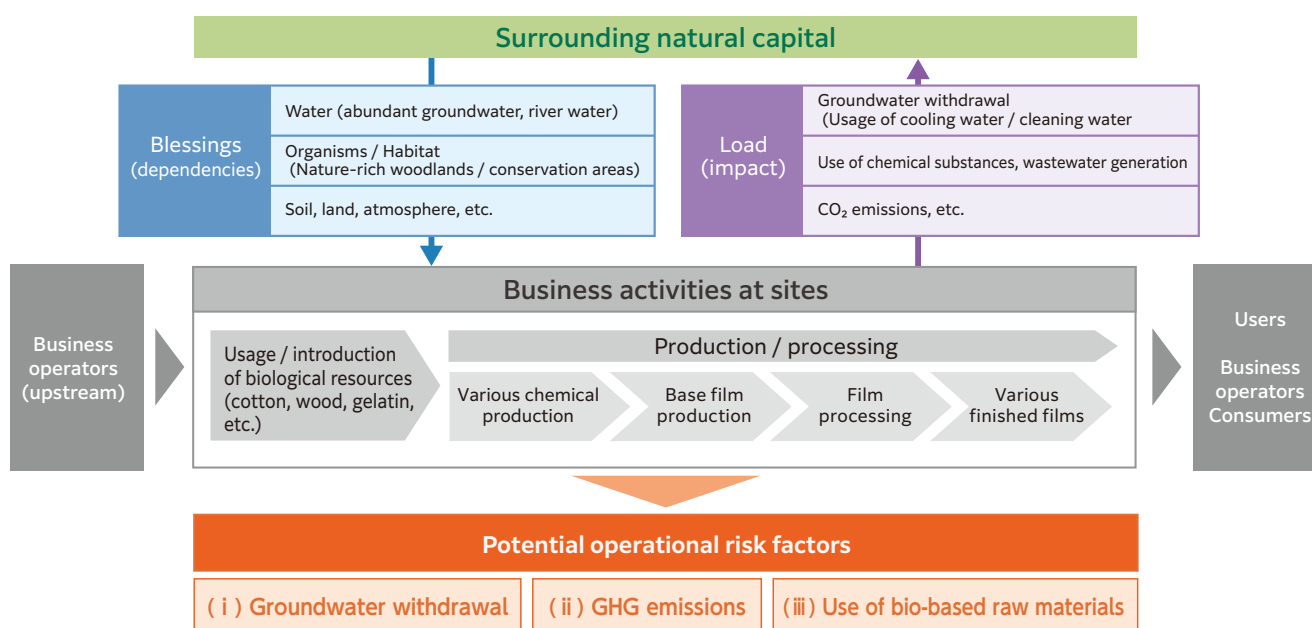 Surrounding natural capital
Blessings
(dependencies)
Water (abundant groundwater, river water)
Organisms / Habitat
(Nature-rich woodlands / conservation areas)
Soil, land, atmosphere, etc.
Load
(impact)
Groundwater withdrawal
(Usage of cooling water / cleaning water
Use of chemical substances, wastewater generation
CO₂ emissions, etc.
Business
operators
(upstream)
Business activities at sites
Usage / introduction
of biological resources
(cotton, wood, gelatin,
etc.)
Production / processing
Various chemical
production
Base film
production
Film
processing
Various
finished films
Users
Business
operators
Consumers
Potential operational risk factors
(ⅰ) Groundwater withdrawal
(ⅱ) GHG emissions
(ⅲ) Use of bio-based raw materials